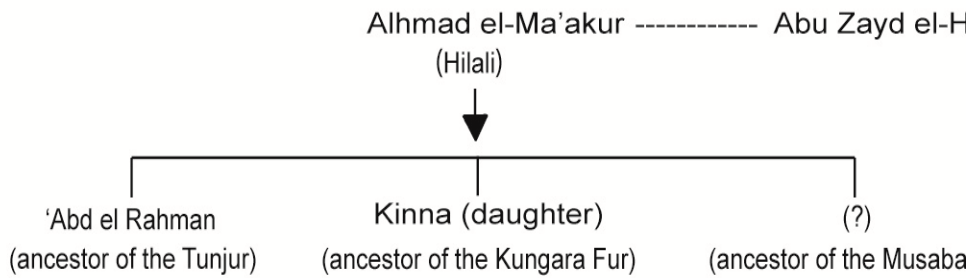 Alhmad el-Ma'akur ------------ Abu Zayd el-H
(Hilali)
‘Abd el Rahman Kinna (daughter) (?)
(ancestor of the Tunjur) (ancestor of the Kungara Fur) (ancestor of the Musaba